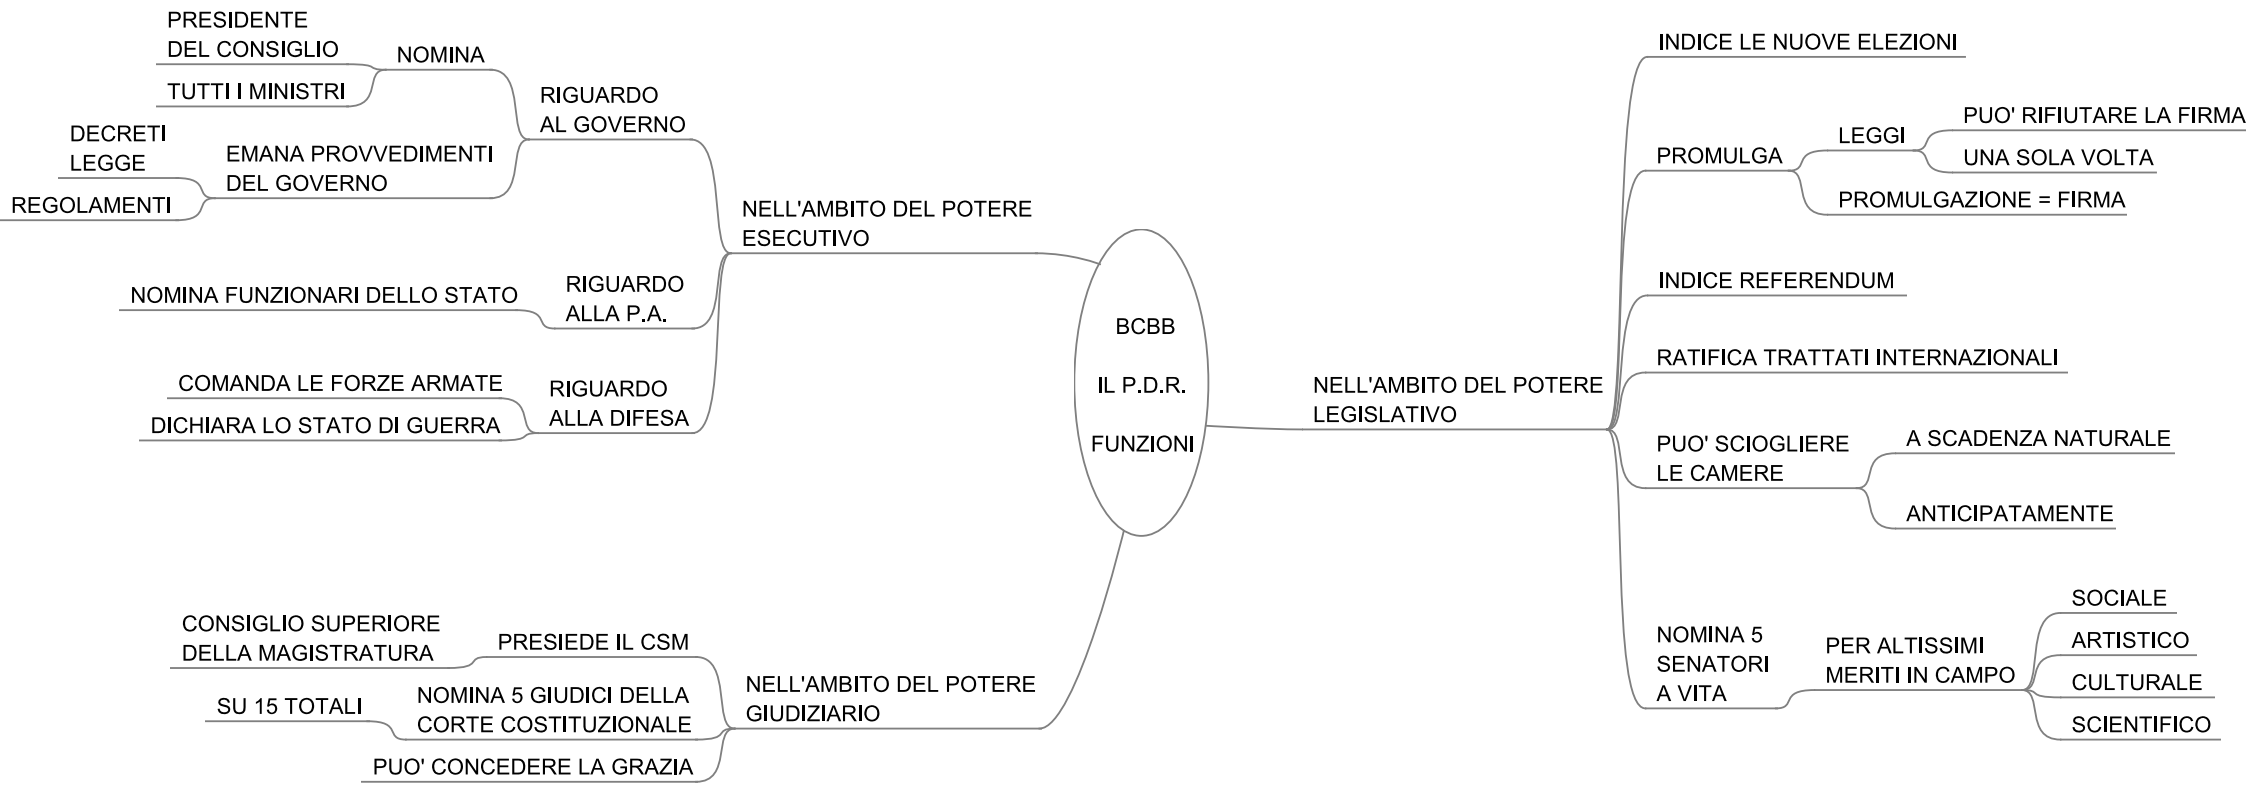 BCBB
IL P.D.R.
FUNZIONI
NELL'AMBITO DEL POTERE
ESECUTIVO
RIGUARDO
AL GOVERNO
NOMINA
PRESIDENTE
DEL CONSIGLIO
TUTTI I MINISTRI
EMANA PROVVEDIMENTI
DEL GOVERNO
DECRETI
LEGGE
REGOLAMENTI
RIGUARDO
ALLA P.A.
NOMINA FUNZIONARI DELLO STATO
RIGUARDO
ALLA DIFESA
COMANDA LE FORZE ARMATE
DICHIARA LO STATO DI GUERRA
NELL'AMBITO DEL POTERE
GIUDIZIARIO
PRESIEDE IL CSM
CONSIGLIO SUPERIORE
DELLA MAGISTRATURA
NOMINA 5 GIUDICI DELLA
CORTE COSTITUZIONALE
SU 15 TOTALI
PUO' CONCEDERE LA GRAZIA
NELL'AMBITO DEL POTERE
LEGISLATIVO
INDICE LE NUOVE ELEZIONI
PROMULGA
LEGGI
PUO' RIFIUTARE LA FIRMA
UNA SOLA VOLTA
PROMULGAZIONE = FIRMA
INDICE REFERENDUM
RATIFICA TRATTATI INTERNAZIONALI
PUO' SCIOGLIERE
LE CAMERE
A SCADENZA NATURALE
ANTICIPATAMENTE
NOMINA 5
SENATORI
A VITA
PER ALTISSIMI
MERITI IN CAMPO
SOCIALE
ARTISTICO
CULTURALE
SCIENTIFICO